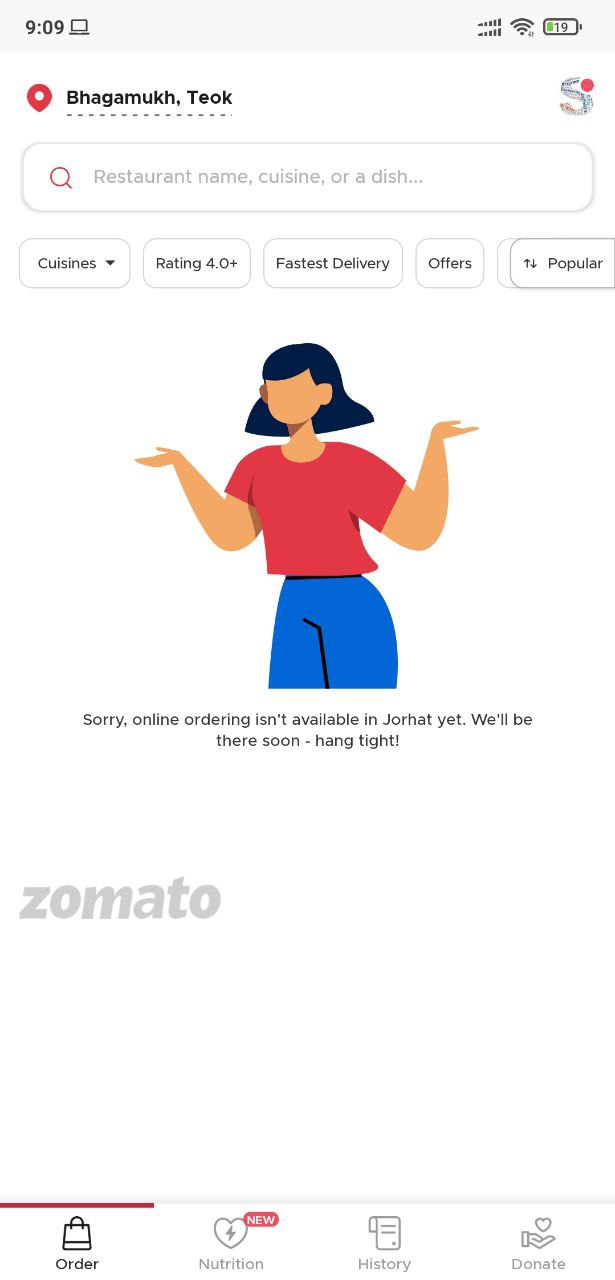 9:09
19
Bhagamukh, Teok
Restaurant name, cuisine, or a dish...
Cuisines
Rating 4.0+
Fastest Delivery
Offers
Popular
Sorry, online ordering isn't available in Jorhat yet. We'll be
there soon - hang tight!
zomato
NEW
Order
Nutrition
History
Donate